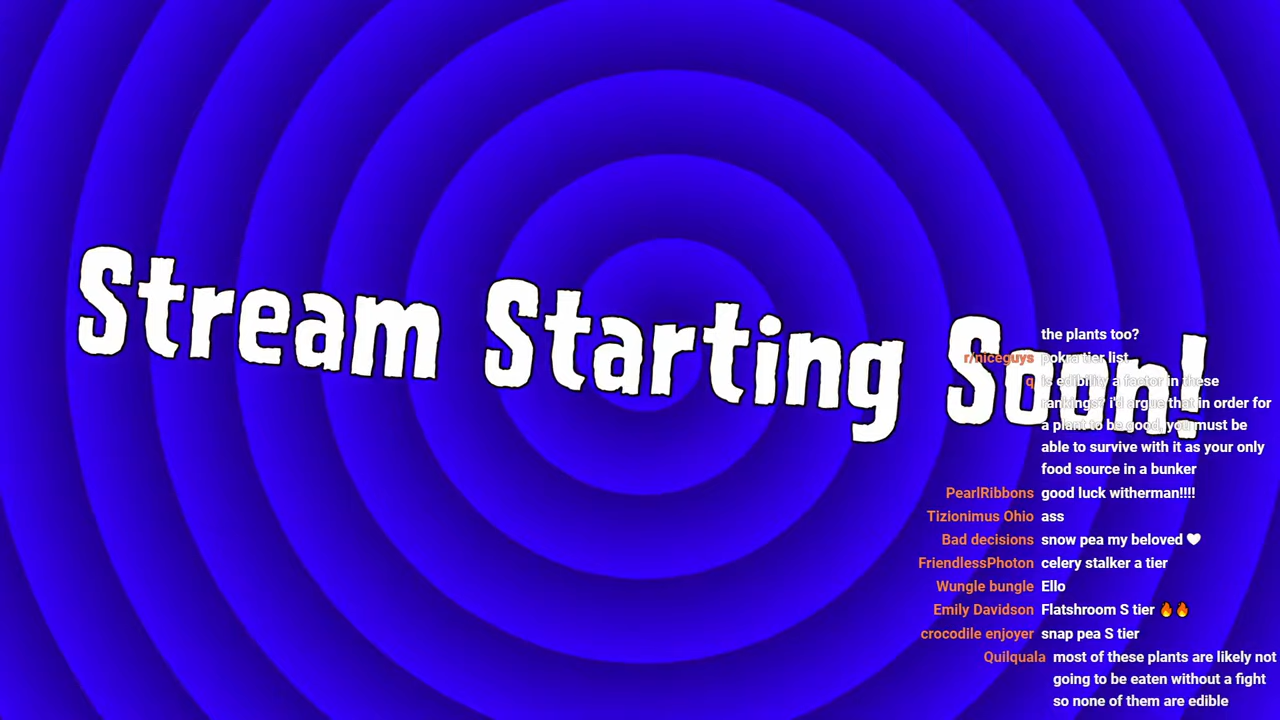 Stream Starting Soon!
the plants too?
r/niceguys pokra tier list
q Is edibility a factor in these
rankings? i'd argue that in order for
a plant to be good, you must be
able to survive with it as your only
food source in a bunker
PearlRibbons good luck witherman!!!!
Tizionimus Ohio ass
Bad decisions snow pea my beloved 🤍
FriendlessPhoton celery stalker a tier
Wungle bungle Ello
Emily Davidson Flatshroom S tier 🔥🔥
crocodile enjoyer snap pea S tier
Quilquala most of these plants are likely not
going to be eaten without a fight
so none of them are edible